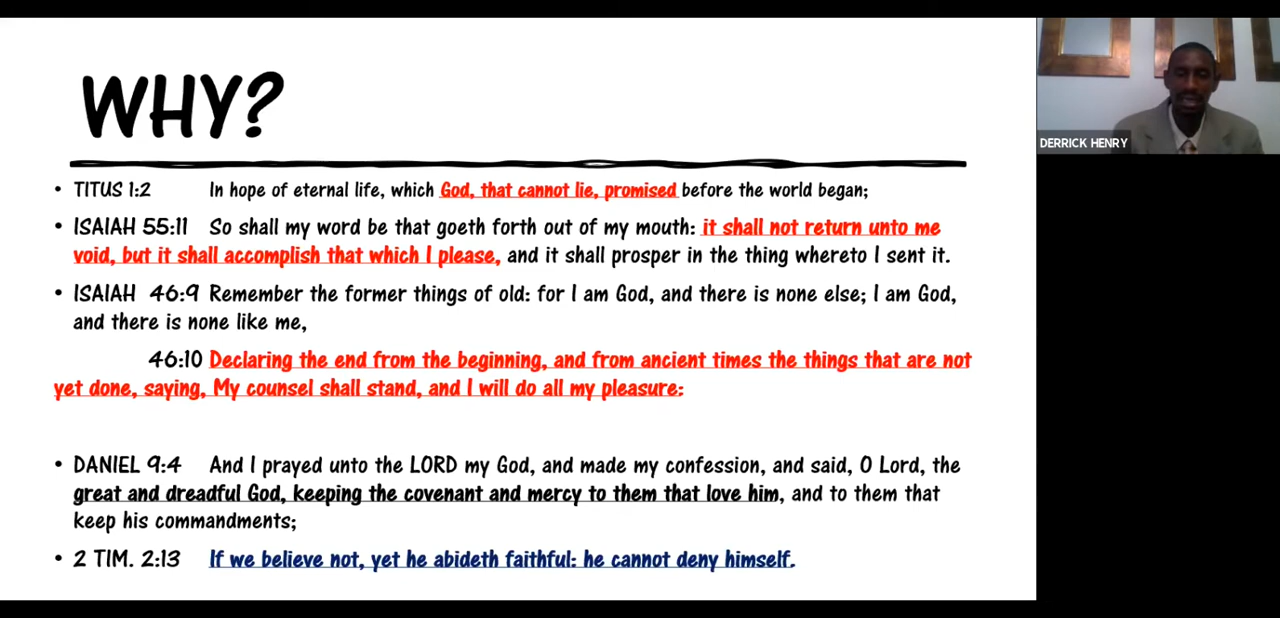 WHY?
• TITUS 1:2 In hope of eternal life, which God, that cannot lie, promised before the world began;
• ISAIAH 55:11 So shall my word be that goeth forth out of my mouth: it shall not return unto me
void, but it shall accomplish that which I please, and it shall prosper in the thing whereto I sent it.
• ISAIAH 46:9 Remember the former things of old: for I am God, and there is none else; I am God,
and there is none like me,
46:10 Declaring the end from the beginning, and from ancient times the things that are not
yet done, saying, My counsel shall stand, and I will do all my pleasure:
• DANIEL 9:4 And I prayed unto the LORD my God, and made my confession, and said, O Lord, the
great and dreadful God, keeping the covenant and mercy to them that love him, and to them that
keep his commandments;
• 2 TIM. 2:13 If we believe not, yet he abideth faithful: he cannot deny himself.
DERRICK HENRY